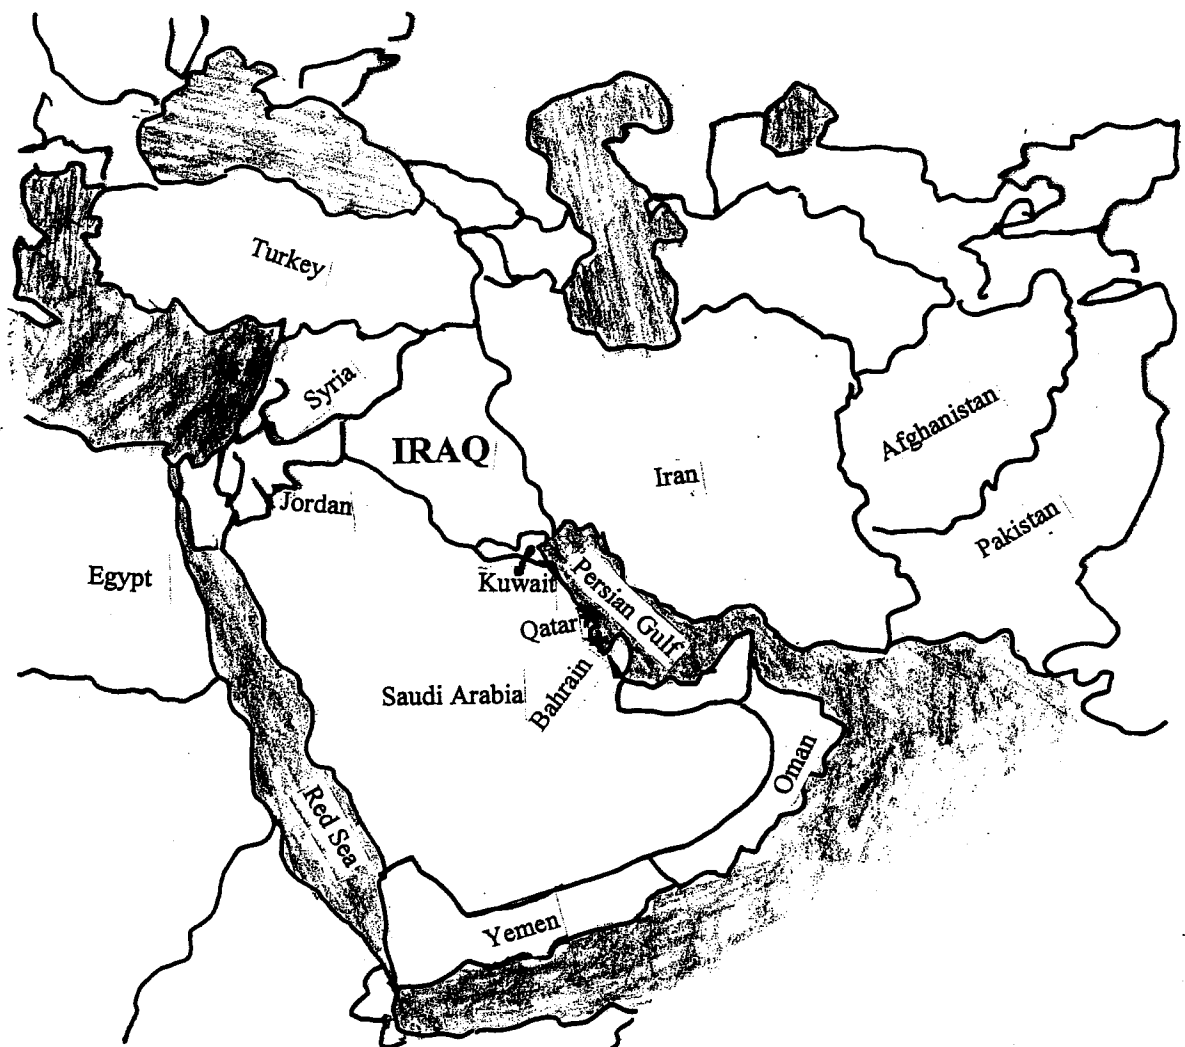 Turkey
Syria
IRAQ
Afghanistan
Iran
Jordan
Pakistan
Egypt
Kuwait
Persian Gulf
Qatar
Bahrain
Saudi Arabia
Oman
Red Sea
Yemen